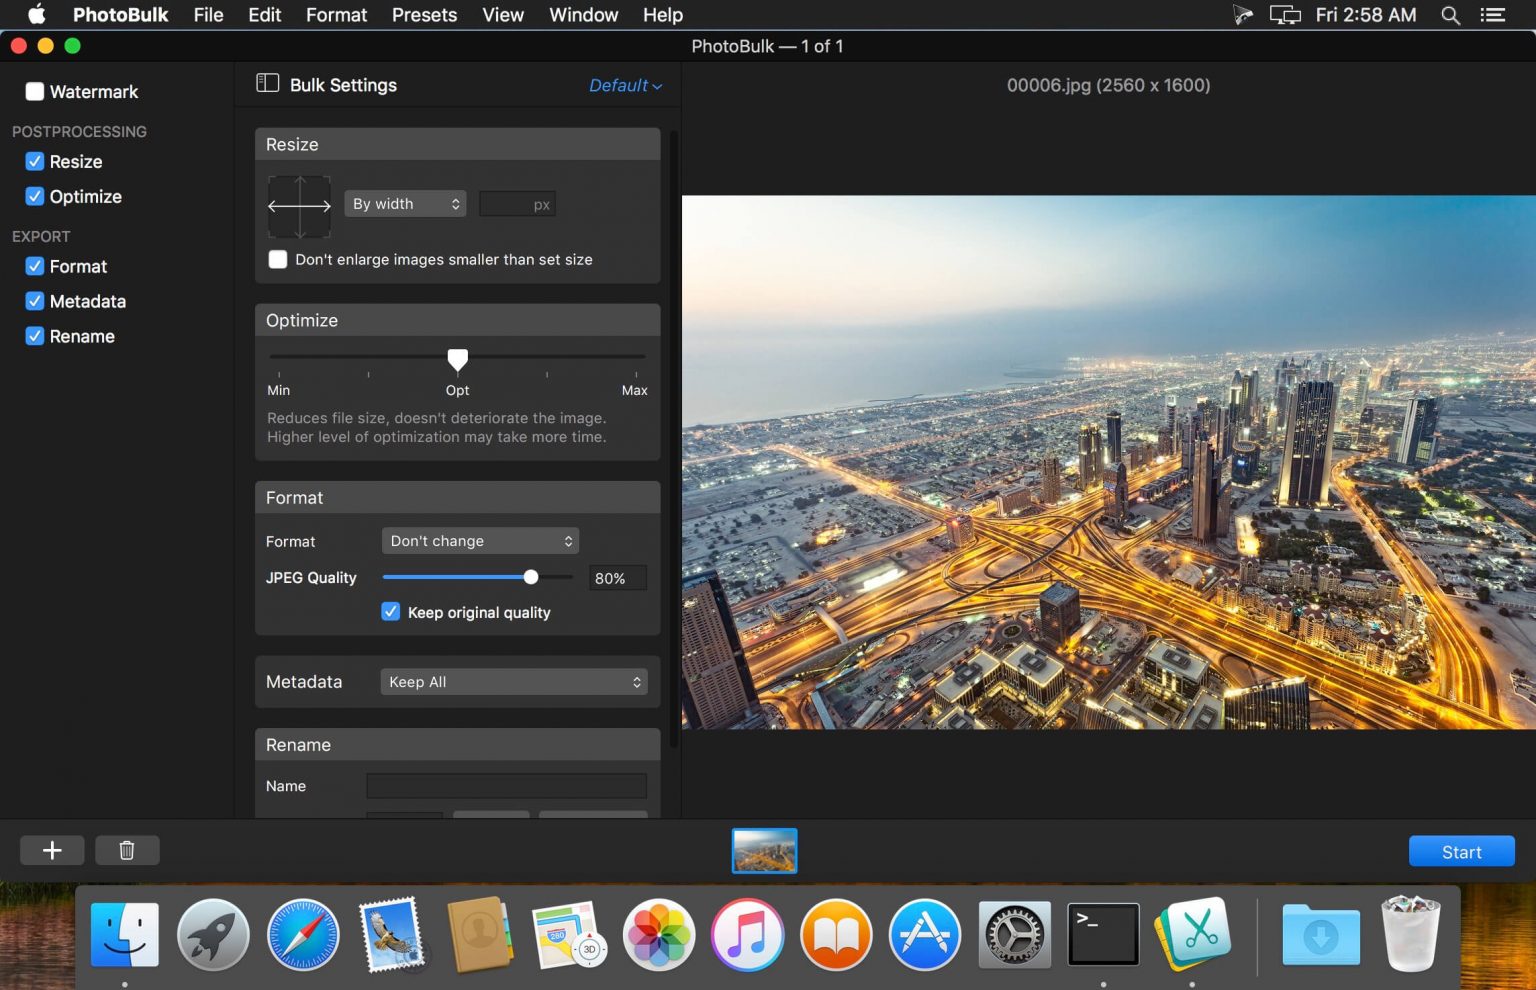 PhotoBulk File Edit Format Presets View Window Help Fri 2:58 AM
PhotoBulk — 1 of 1
Watermark
POSTPROCESSING
Resize
Optimize
EXPORT
Format
Metadata
Rename
Bulk Settings Default
Resize
By width px
Don't enlarge images smaller than set size
Optimize
Min Opt Max
Reduces file size, doesn't deteriorate the image.
Higher level of optimization may take more time.
Format
Format Don't change
JPEG Quality 80%
Keep original quality
Metadata Keep All
Rename
Name
00006.jpg (2560 x 1600)
Start
280
3D
>_